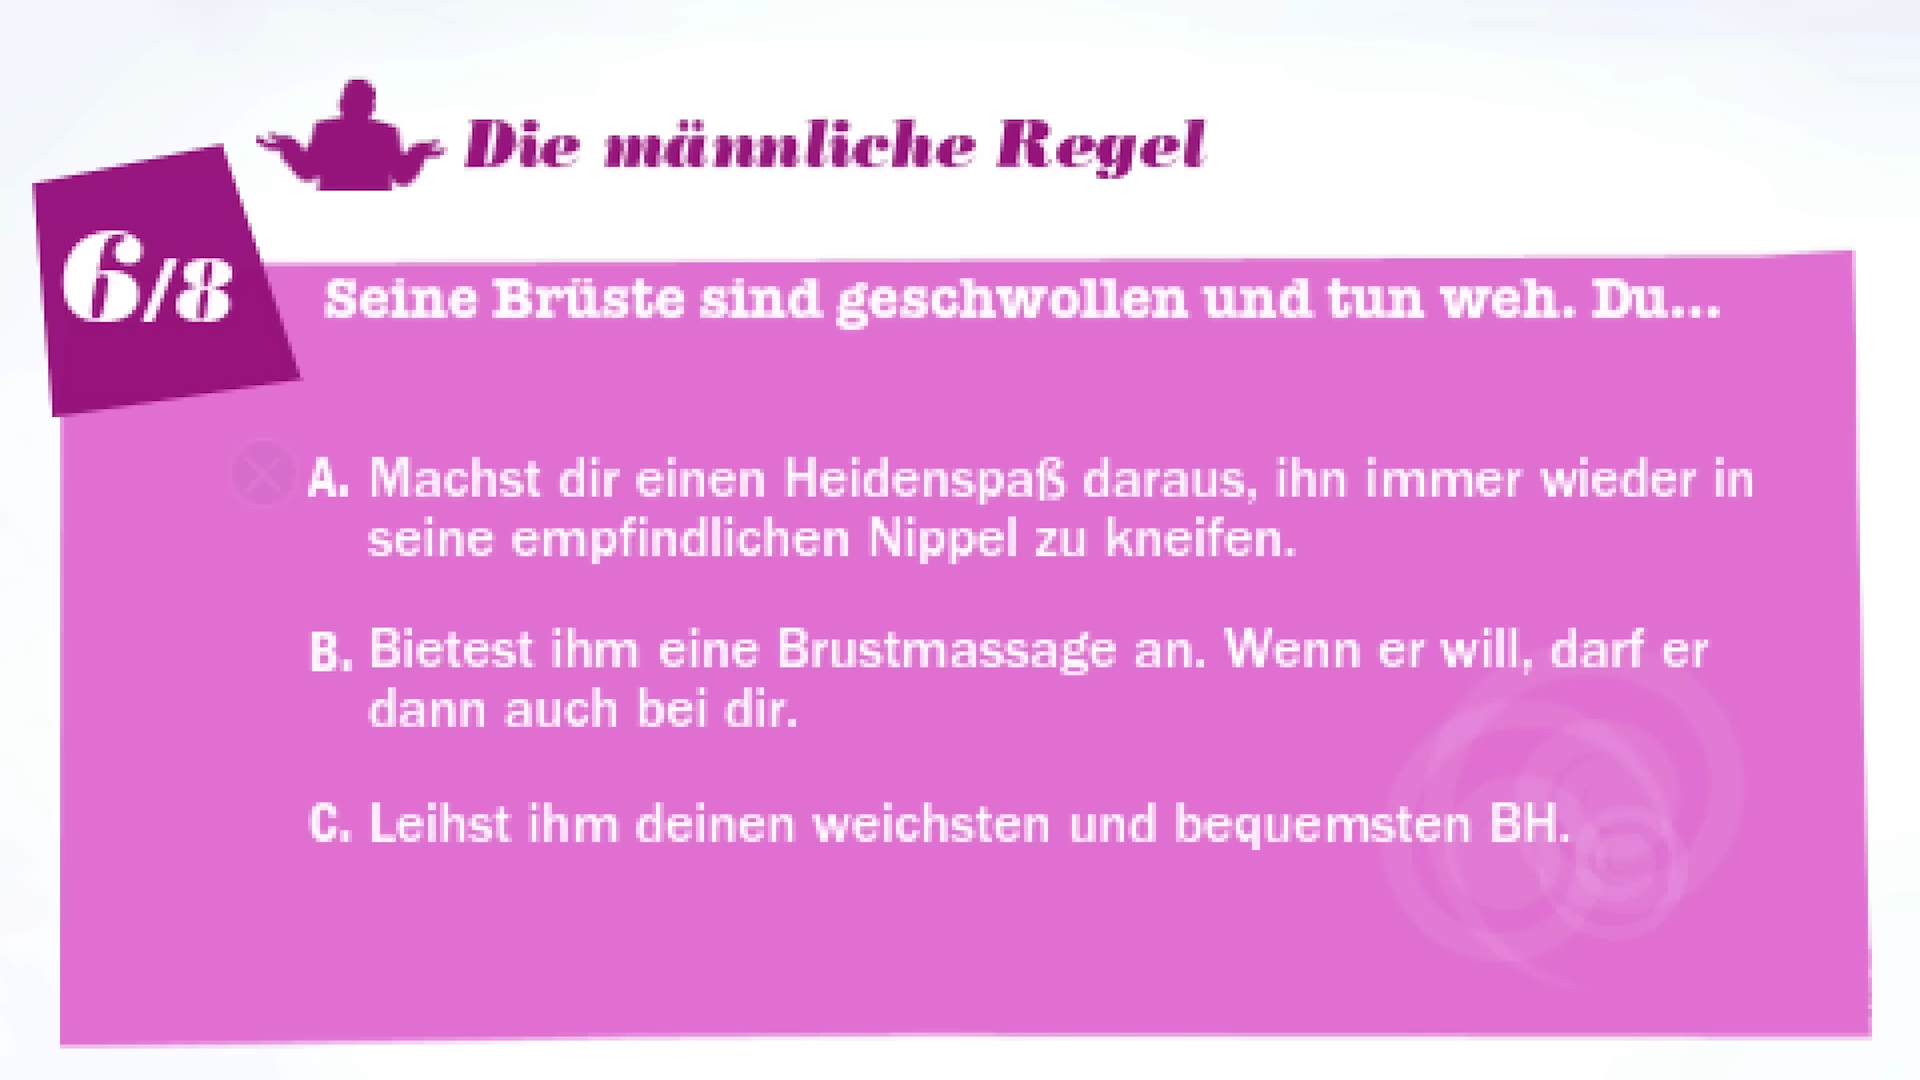 Die männliche Regel
6/8
Seine Brüste sind geschwollen und tun weh. Du...
A. Machst dir einen Heidenspaß daraus, ihn immer wieder in
seine empfindlichen Nippel zu kneifen.
B. Bietest ihm eine Brustmassage an. Wenn er will, darf er
dann auch bei dir.
C. Leihst ihm deinen weichsten und bequemsten BH.